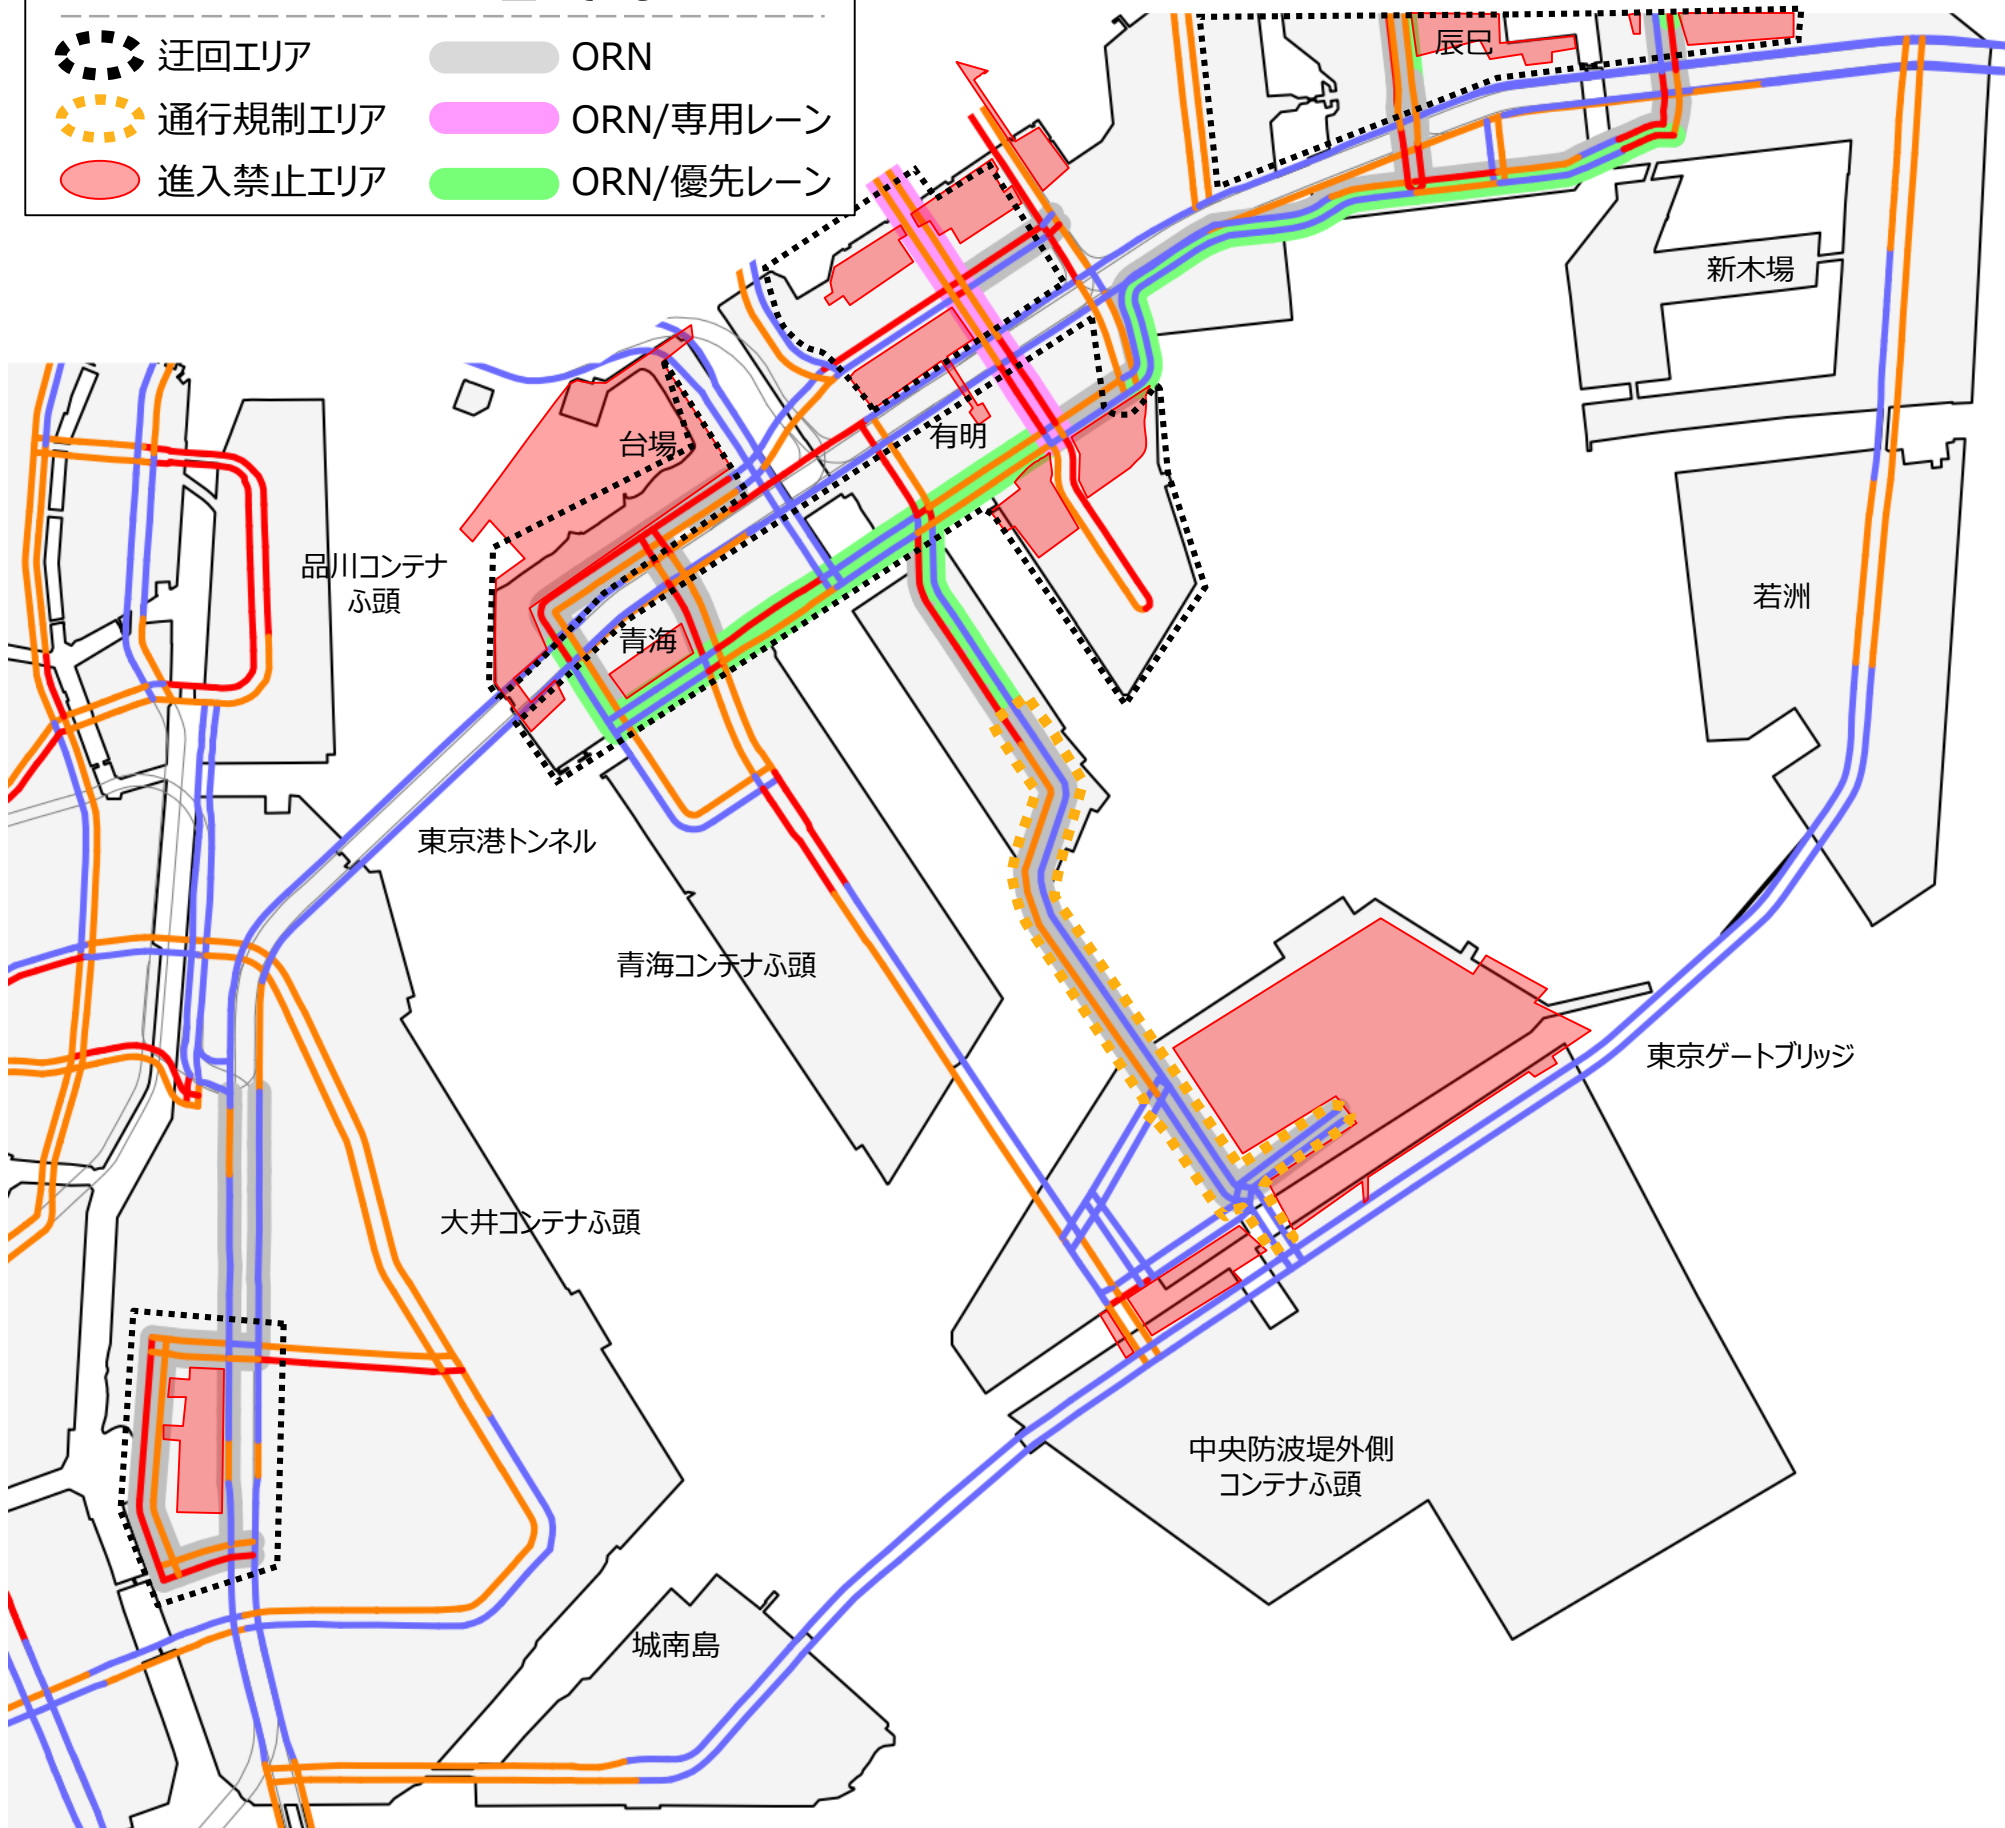 迂回エリア
ORN
通行規制エリア
ORN/専用レーン
進入禁止エリア
ORN/優先レーン
辰巳
新木場
台場
有明
品川コンテナ
ふ頭
若洲
青海
東京港トンネル
青海コンテナふ頭
東京ゲートブリッジ
大井コンテナふ頭
中央防波堤外側
コンテナふ頭
城南島